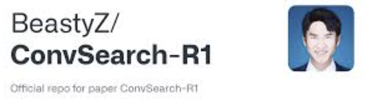 BeastyZ/
ConvSearch-R1
Official repo for paper ConvSearch-R1